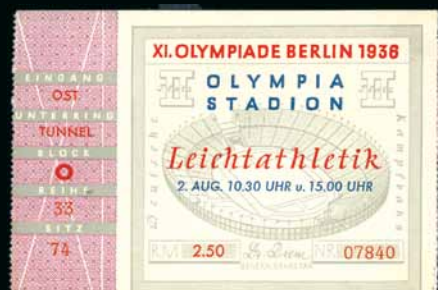 EINGANG
OST
UNTERRING
TUNNEL
BLOCK
O
REIHE
33
SITZ
74
XI. OLYMPIADE BERLIN 1936
OLYMPIA
STADION
Leichtathletik
2. AUG. 10.30 UHR u. 15.00 UHR
RM 2.50 NR. 07840
Kampfbahn